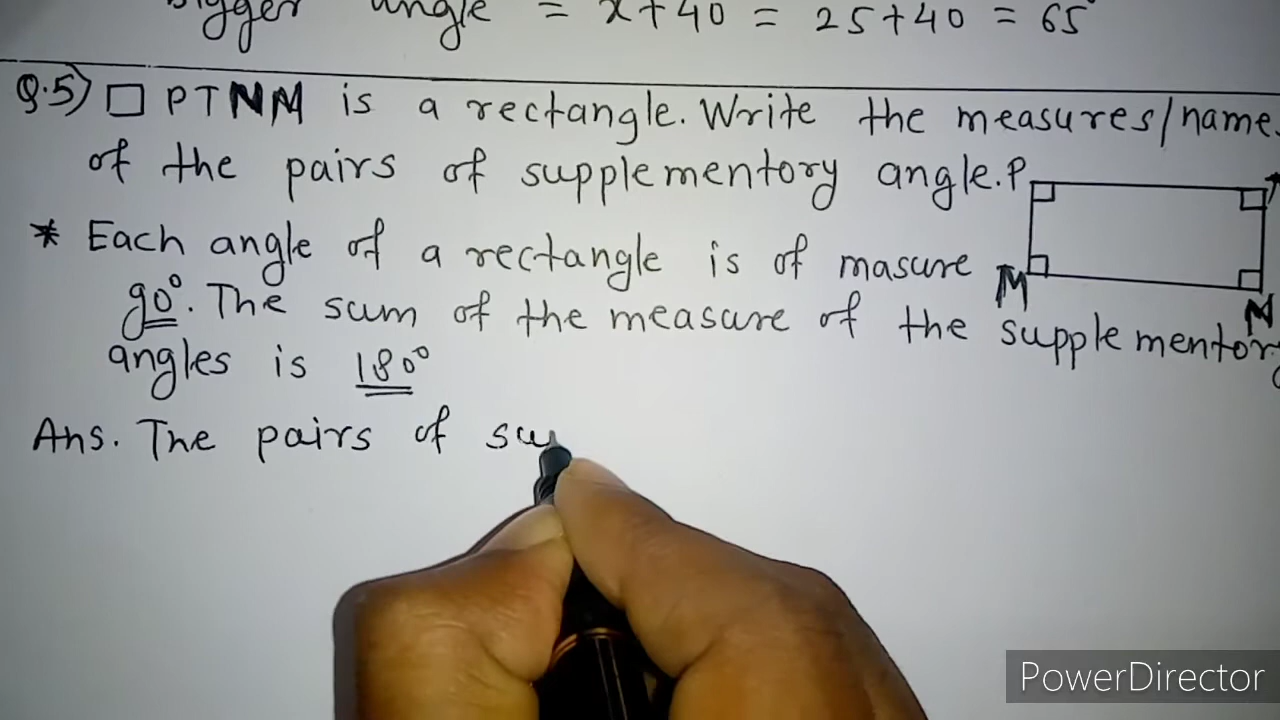 bigger angle = x+40 = 25+40 = 65°
Q.5) □ PTNM is a rectangle. Write the measures/name
of the pairs of supplementory angle.
P
T
M
N
* Each angle of a rectangle is of masure
90°. The sum of the measure of the supplementory
angles is 180°
Ans. The pairs of su
PowerDirector